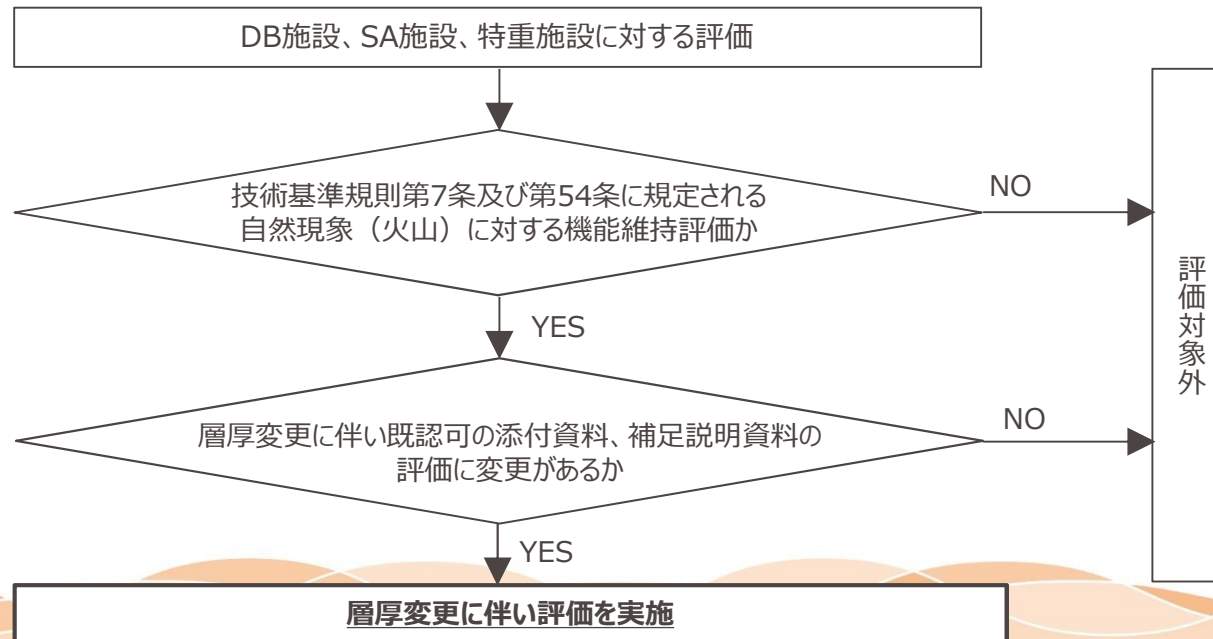 DB施設、SA施設、特重施設に対する評価
技術基準規則第7条及び第54条に規定される
自然現象（火山）に対する機能維持評価か
NO
YES
層厚変更に伴い既認可の添付資料、補足説明資料の
評価に変更があるか
NO
YES
層厚変更に伴い評価を実施
評価対象外